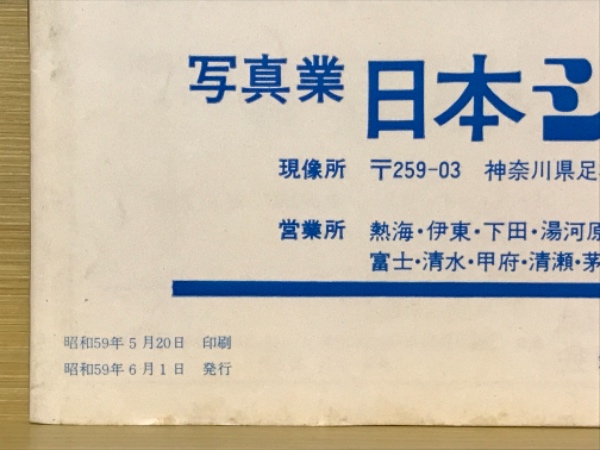 写真業 日本シ
現像所 〒259-03 神奈川県足
営業所 熱海・伊東・下田・湯河原
富士・清水・甲府・清瀬・茅
昭和59年5月20日 印刷
昭和59年6月1日 発行